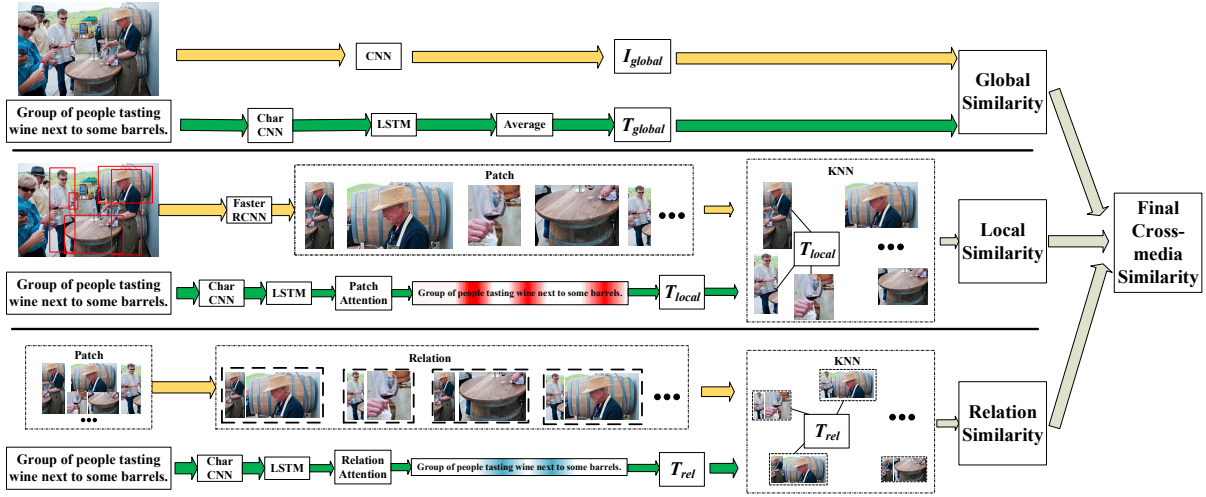 CNN
I_global
Global
Similarity
Group of people tasting
wine next to some barrels.
Char
CNN
LSTM
Average
T_global
Faster
RCNN
Patch
KNN
T_local
Local
Similarity
Final
Cross-
media
Similarity
Group of people tasting
wine next to some barrels.
Char
CNN
LSTM
Patch
Attention
Group of people tasting wine next to some barrels.
T_local
Patch
Relation
KNN
T_rel
Relation
Similarity
Group of people tasting
wine next to some barrels.
Char
CNN
LSTM
Relation
Attention
Group of people tasting wine next to some barrels.
T_rel